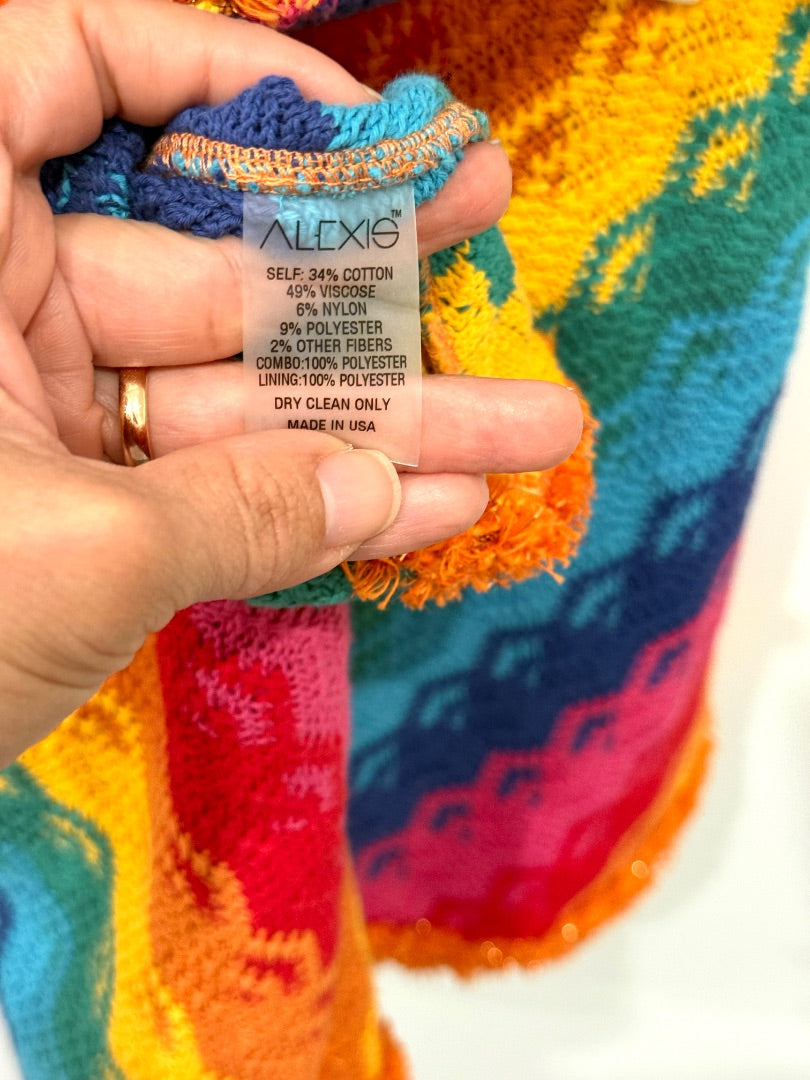 ALEXIS™
SELF: 34% COTTON
49% VISCOSE
6% NYLON
9% POLYESTER
2% OTHER FIBERS
COMBO:100% POLYESTER
LINING:100% POLYESTER
DRY CLEAN ONLY
MADE IN USA